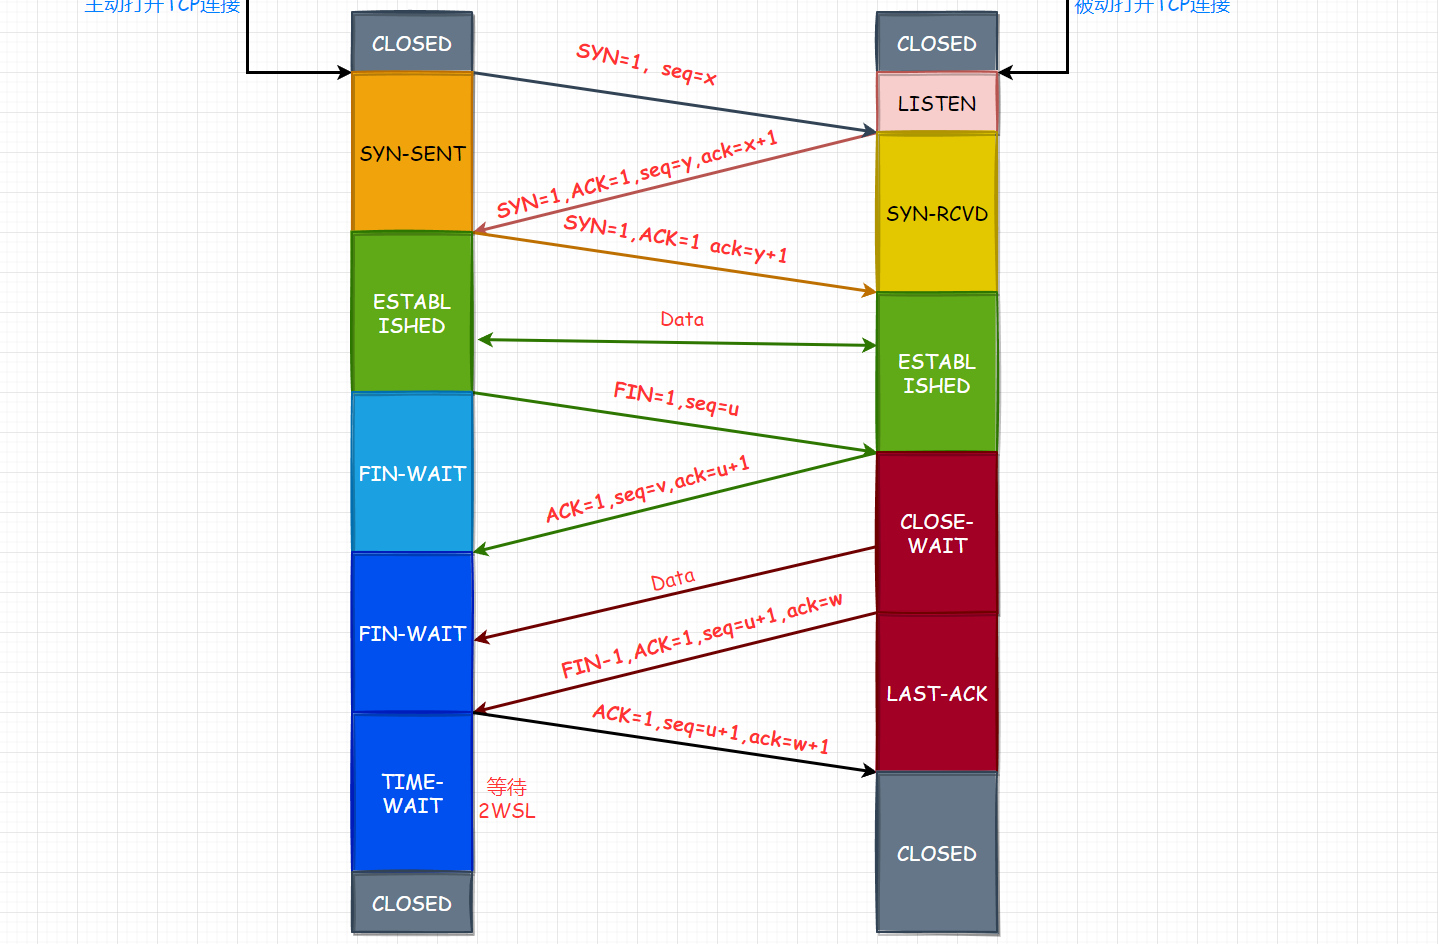 主动打开TCP连接
被动打开TCP连接
CLOSED
CLOSED
SYN=1, seq=x
LISTEN
SYN-SENT
SYN=1,ACK=1,seq=y,ack=x+1
SYN-RCVD
SYN=1,ACK=1 ack=y+1
ESTABL
ISHED
Data
ESTABL
ISHED
FIN=1,seq=u
FIN-WAIT
ACK=1,seq=v,ack=u+1
CLOSE-
WAIT
Data
FIN-WAIT
FIN-1,ACK=1,seq=u+1,ack=w
LAST-ACK
ACK=1,seq=u+1,ack=w+1
TIME-
WAIT
等待
2WSL
CLOSED
CLOSED